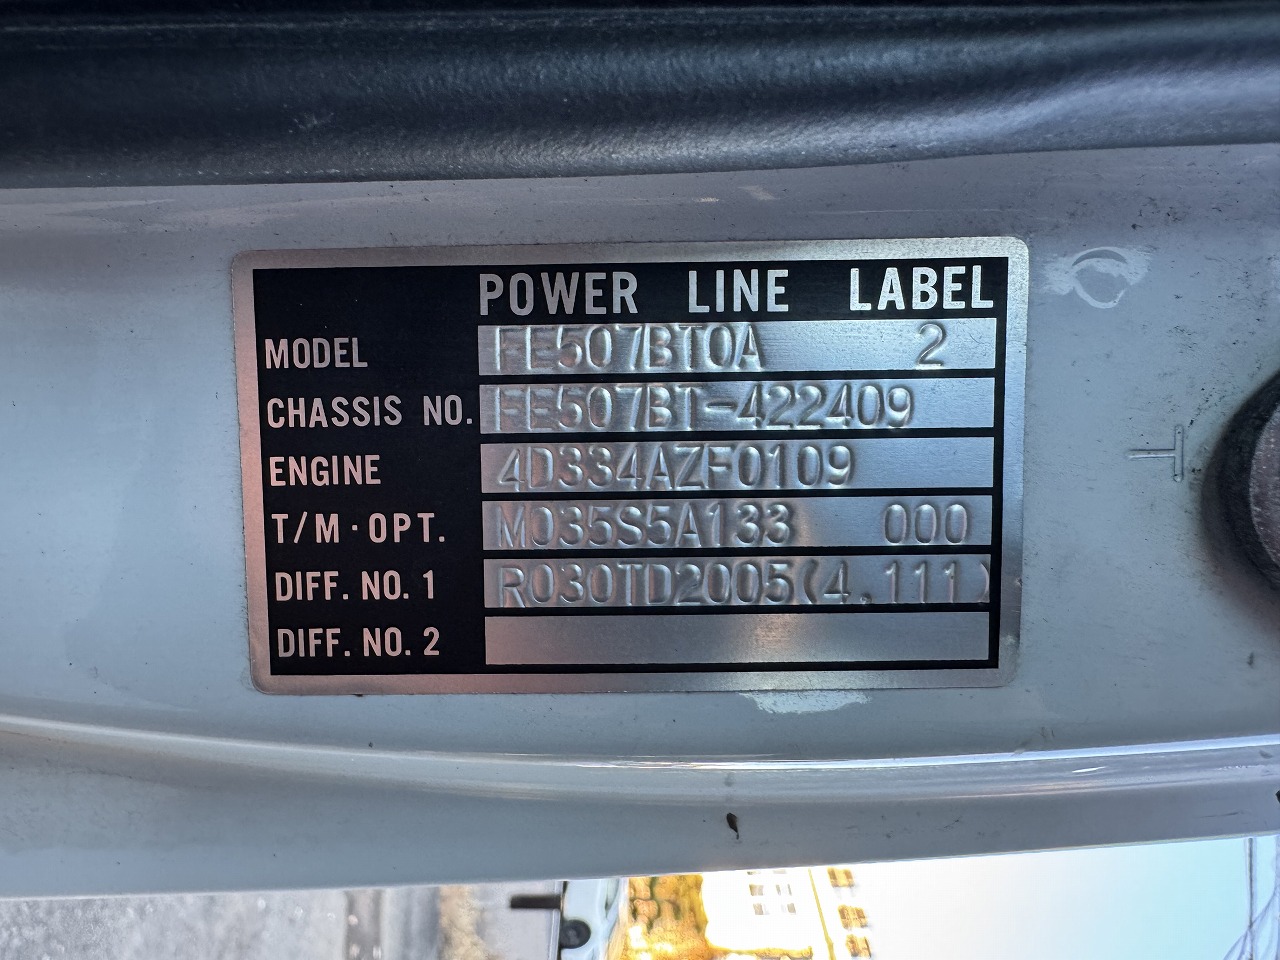 POWER LINE LABEL
MODEL FE507BT0A 2
CHASSIS NO. FE507BT-422409
ENGINE 4D334AZF0109
T/M·OPT. M035S5A133 000
DIFF. NO. 1 R030TD2005(4.111)
DIFF. NO. 2